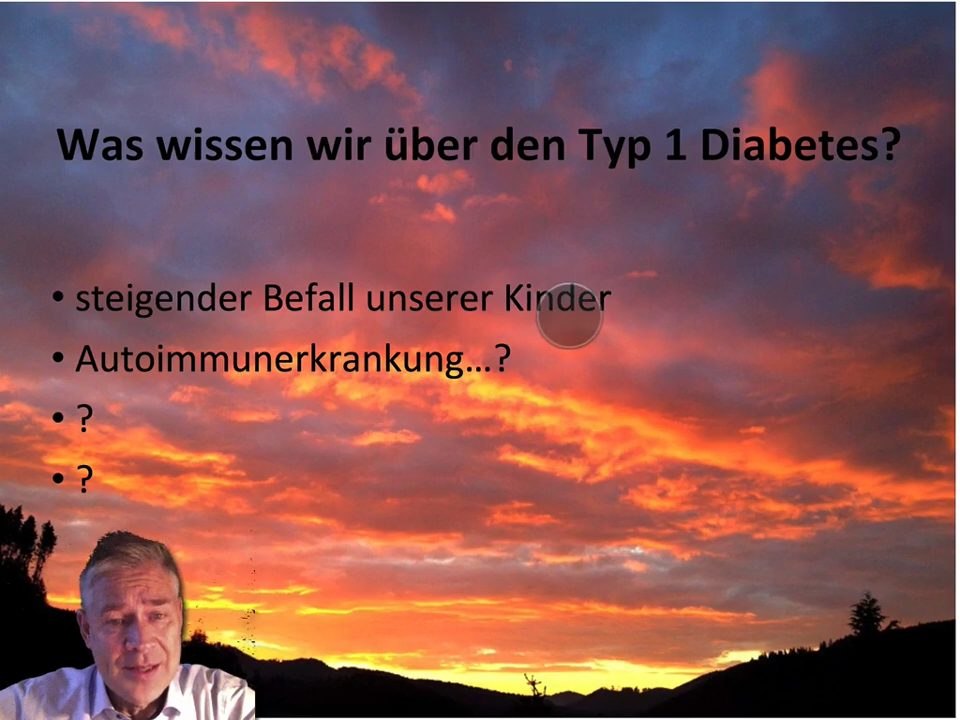 Was wissen wir über den Typ 1 Diabetes?
• steigender Befall unserer Kinder
• Autoimmunerkrankung...?
• ?
• ?